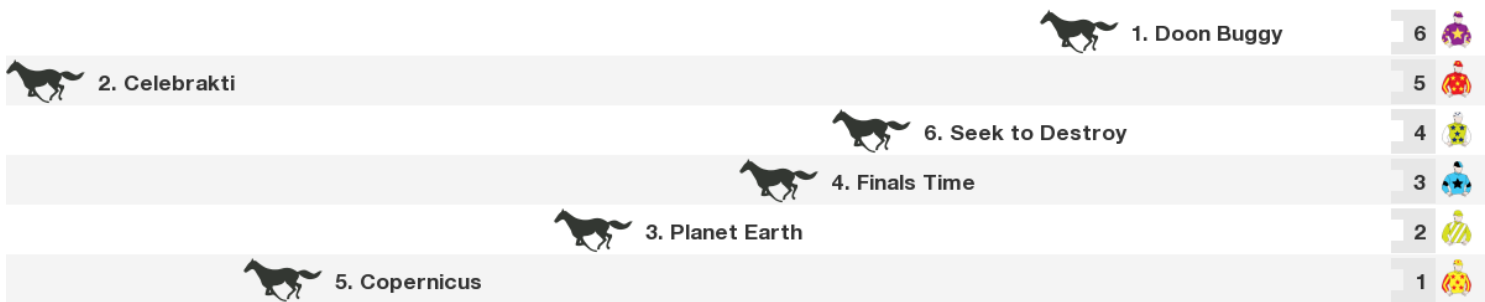 1. Doon Buggy 6
2. Celebrakti 5
6. Seek to Destroy 4
4. Finals Time 3
3. Planet Earth 2
5. Copernicus 1